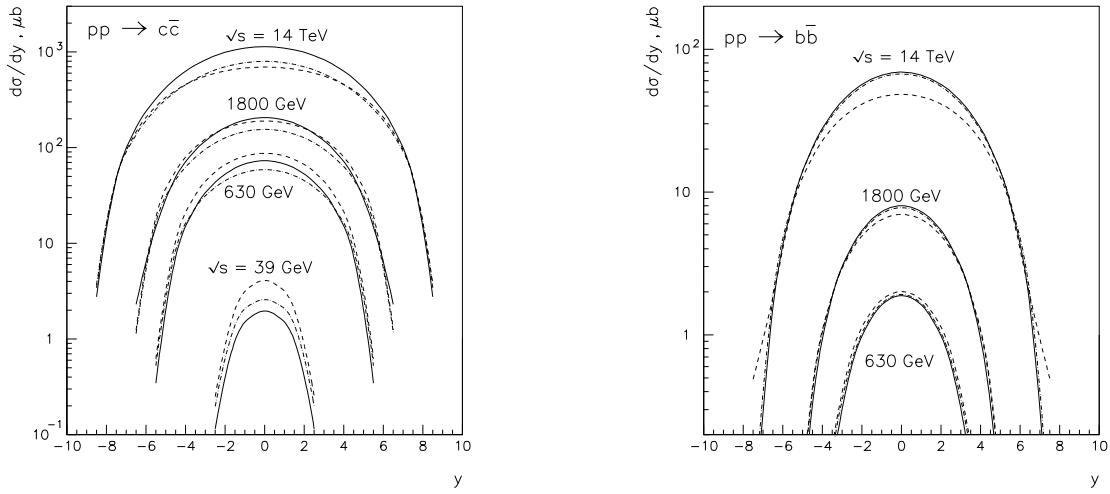 dσ/dy , μb
pp → cc̅
√s = 14 TeV
1800 GeV
630 GeV
√s = 39 GeV
10³
10²
10
1
10⁻¹
-10 -8 -6 -4 -2 0 2 4 6 8 10
y
dσ/dy , μb
pp → bb̅
√s = 14 TeV
1800 GeV
630 GeV
10²
10
1
-10 -8 -6 -4 -2 0 2 4 6 8 10
y